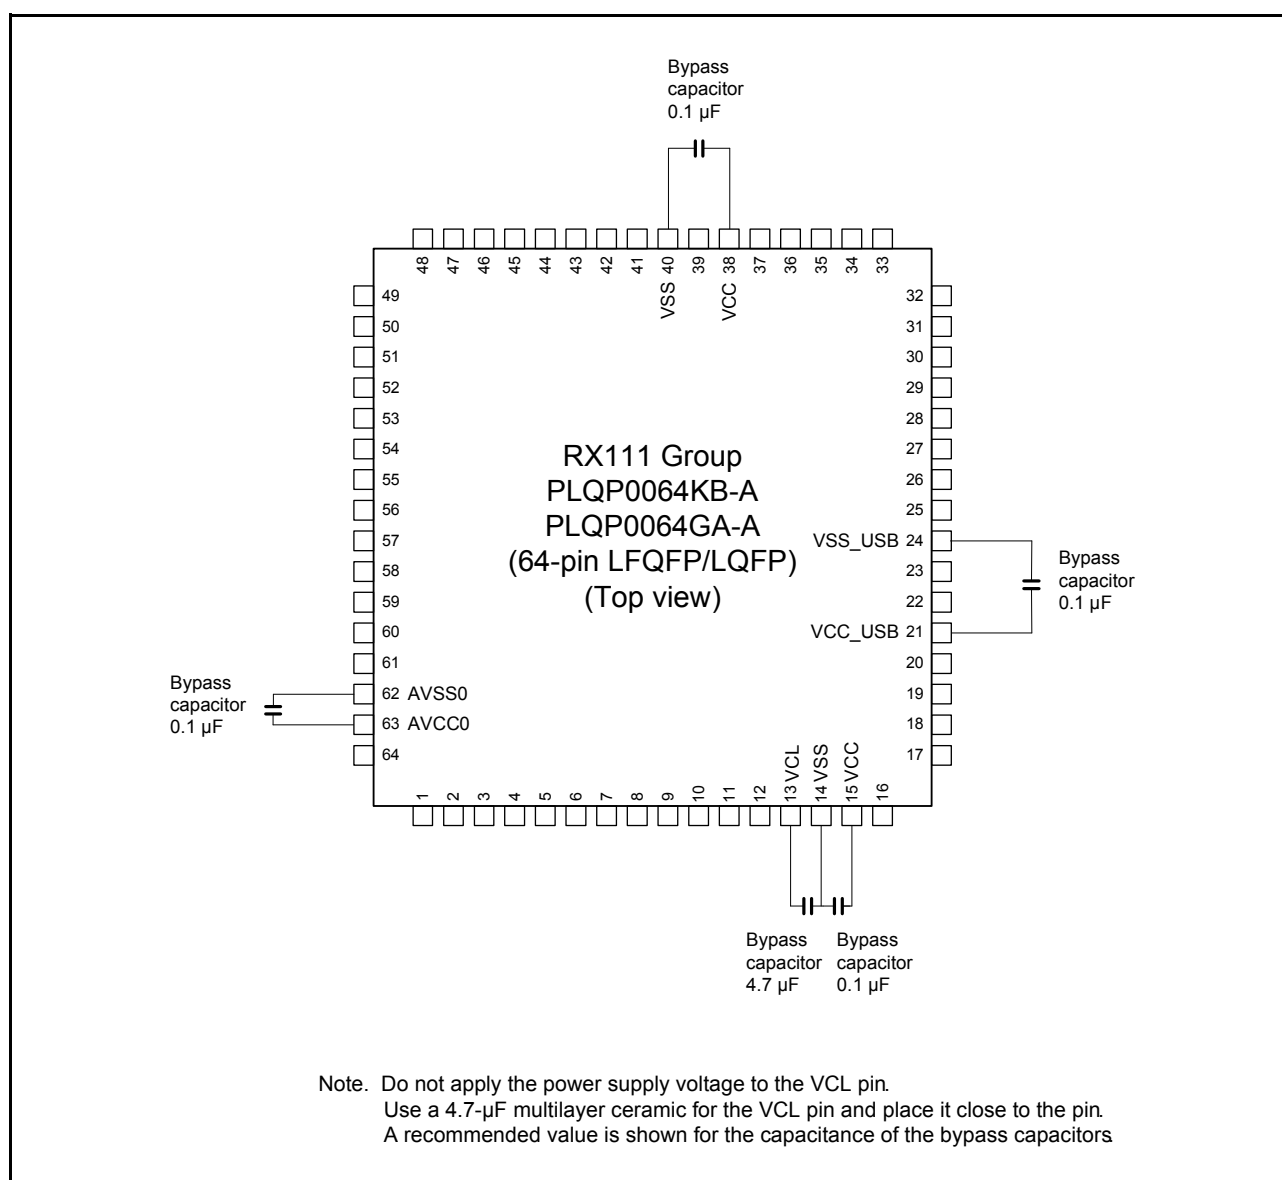 Bypass
capacitor
0.1 µF
48 47 46 45 44 43 42 41 40 39 38 37 36 35 34 33
VSS VCC
49
50
51
52
53
54
55
56
57
58
59
60
61
62 AVSS0
63 AVCC0
64
32
31
30
29
28
27
26
25
VSS_USB 24
23
22
VCC_USB 21
20
19
18
17
RX111 Group
PLQP0064KB-A
PLQP0064GA-A
(64-pin LFQFP/LQFP)
(Top view)
Bypass
capacitor
0.1 µF
Bypass
capacitor
0.1 µF
1 2 3 4 5 6 7 8 9 10 11 12 13 VCL 14 VSS 15 VCC 16
Bypass
capacitor
4.7 µF
Bypass
capacitor
0.1 µF
Note. Do not apply the power supply voltage to the VCL pin.
Use a 4.7-µF multilayer ceramic for the VCL pin and place it close to the pin.
A recommended value is shown for the capacitance of the bypass capacitors.